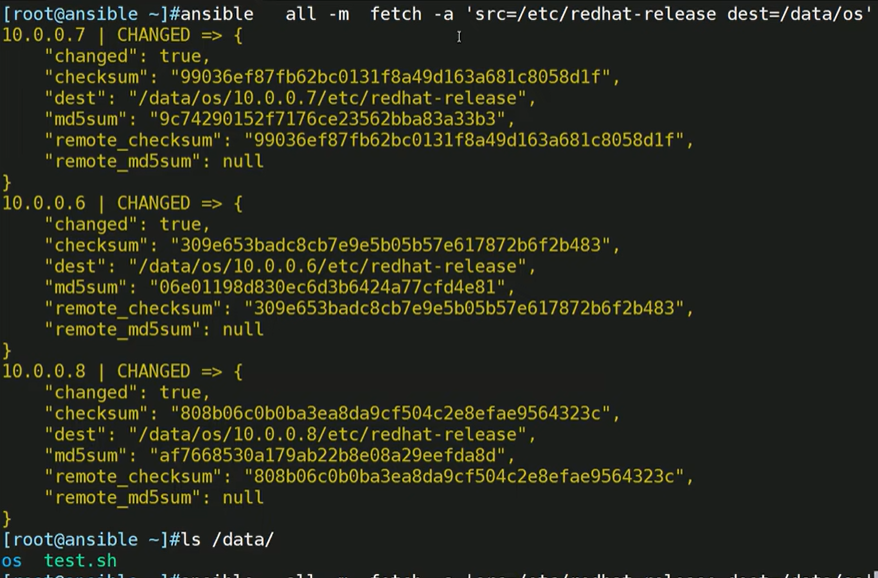 [root@ansible ~]#ansible   all -m  fetch -a 'src=/etc/redhat-release dest=/data/os'
10.0.0.7 | CHANGED => {
    "changed": true,
    "checksum": "99036ef87fb62bc0131f8a49d163a681c8058d1f",
    "dest": "/data/os/10.0.0.7/etc/redhat-release",
    "md5sum": "9c74290152f7176ce23562bba83a33b3",
    "remote_checksum": "99036ef87fb62bc0131f8a49d163a681c8058d1f",
    "remote_md5sum": null
}
10.0.0.6 | CHANGED => {
    "changed": true,
    "checksum": "309e653badc8cb7e9e5b05b57e617872b6f2b483",
    "dest": "/data/os/10.0.0.6/etc/redhat-release",
    "md5sum": "06e01198d830ec6d3b6424a77cfd4e81",
    "remote_checksum": "309e653badc8cb7e9e5b05b57e617872b6f2b483",
    "remote_md5sum": null
}
10.0.0.8 | CHANGED => {
    "changed": true,
    "checksum": "808b06c0b0ba3ea8da9cf504c2e8efae9564323c",
    "dest": "/data/os/10.0.0.8/etc/redhat-release",
    "md5sum": "af7668530a179ab22b8e08a29eefda8d",
    "remote_checksum": "808b06c0b0ba3ea8da9cf504c2e8efae9564323c",
    "remote_md5sum": null
}
[root@ansible ~]#ls /data/
os  test.sh